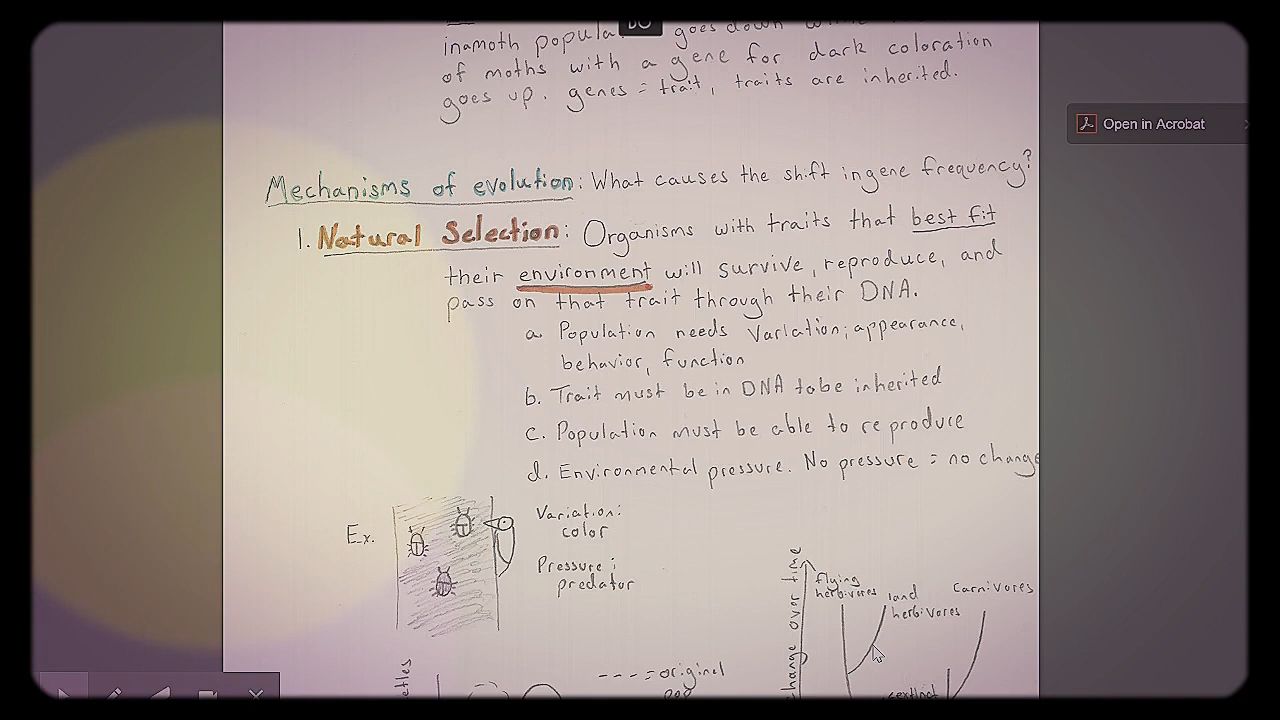 inamoth popula goes down
of moths with a gene for dark coloration
goes up. genes = trait, traits are inherited.
Open in Acrobat
Mechanisms of evolution: What causes the shift in gene frequency?
1. Natural Selection: Organisms with traits that best fit
their environment will survive, reproduce, and
pass on that trait through their DNA.
a. Population needs Variation; appearance,
behavior, function
b. Trait must be in DNA to be inherited
c. Population must be able to reproduce
d. Environmental pressure. No pressure = no change
Ex.
Variation:
color
Pressure:
predator
change over time
flying
herbivores
land
herbivores
Carnivores
---- = original
extinct